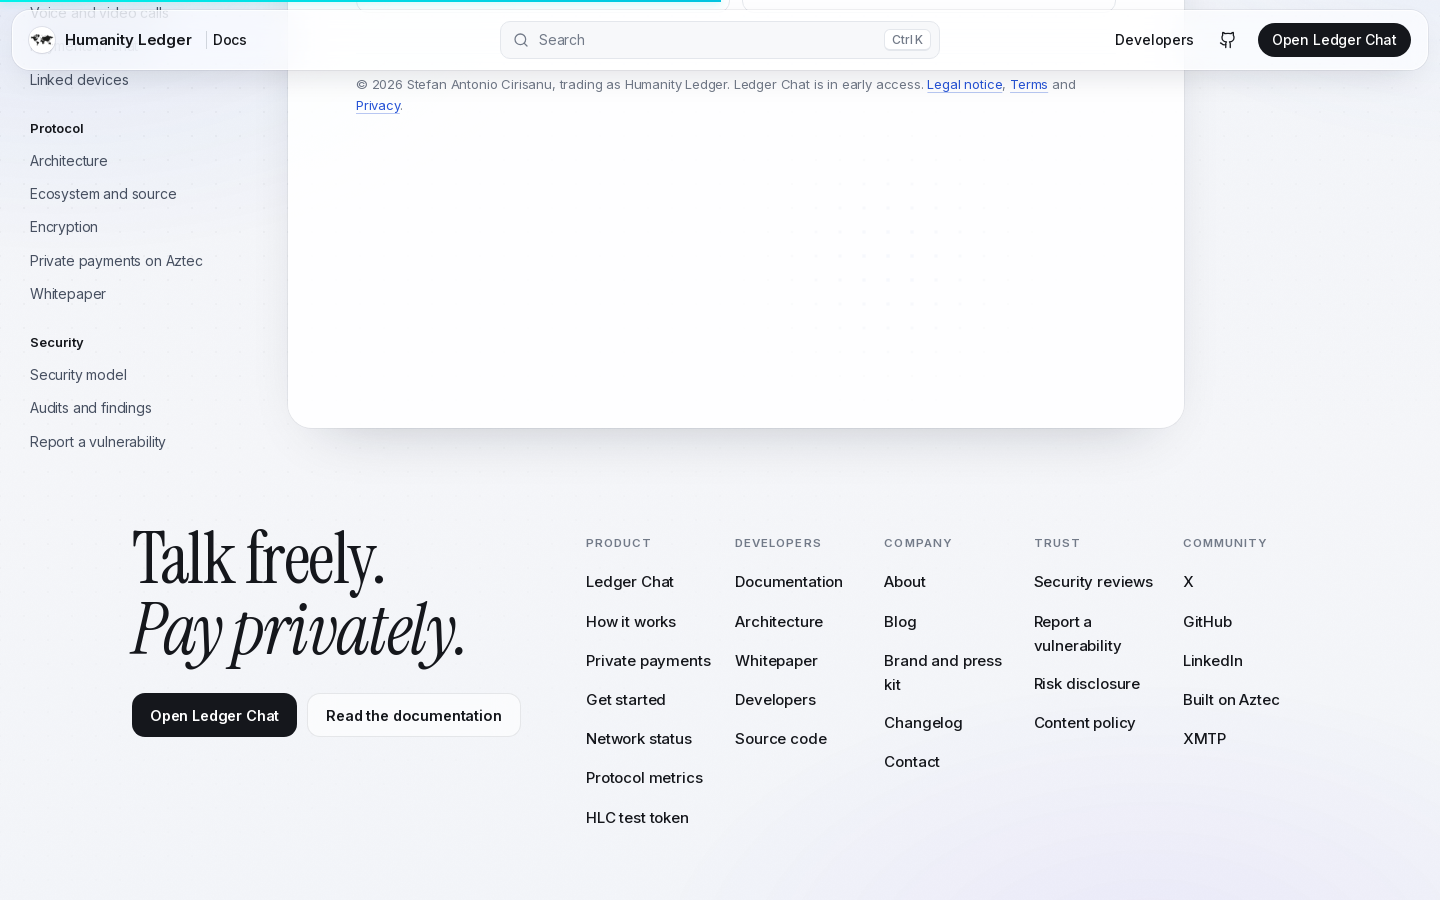 Voice and video calls
Humanity Ledger
Docs
Search
Ctrl K
Developers
Open Ledger Chat
Linked devices
Protocol
Architecture
Ecosystem and source
Encryption
Private payments on Aztec
Whitepaper
Security
Security model
Audits and findings
Report a vulnerability
© 2026 Stefan Antonio Cirisanu, trading as Humanity Ledger. Ledger Chat is in early access. Legal notice, Terms and
Privacy.
Talk freely.
Pay privately.
Open Ledger Chat
Read the documentation
PRODUCT
Ledger Chat
How it works
Private payments
Get started
Network status
Protocol metrics
HLC test token
DEVELOPERS
Documentation
Architecture
Whitepaper
Developers
Source code
COMPANY
About
Blog
Brand and press
kit
Changelog
Contact
TRUST
Security reviews
Report a
vulnerability
Risk disclosure
Content policy
COMMUNITY
X
GitHub
LinkedIn
Built on Aztec
XMTP